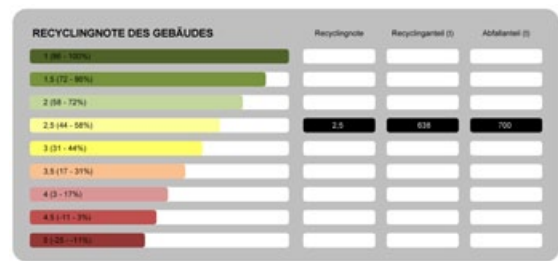 RECYCLINGNOTE DES GEBÄUDES Recyclingnote Recyclinganteil (t) Abfallanteil (t)
1 (86 - 100%)
1,5 (72 - 86%)
2 (58 - 72%)
2,5 (44 - 58%) 2,5 638 700
3 (31 - 44%)
3,5 (17 - 31%)
4 (3 - 17%)
4,5 (-11 - 3%)
5 (-25 - -11%)